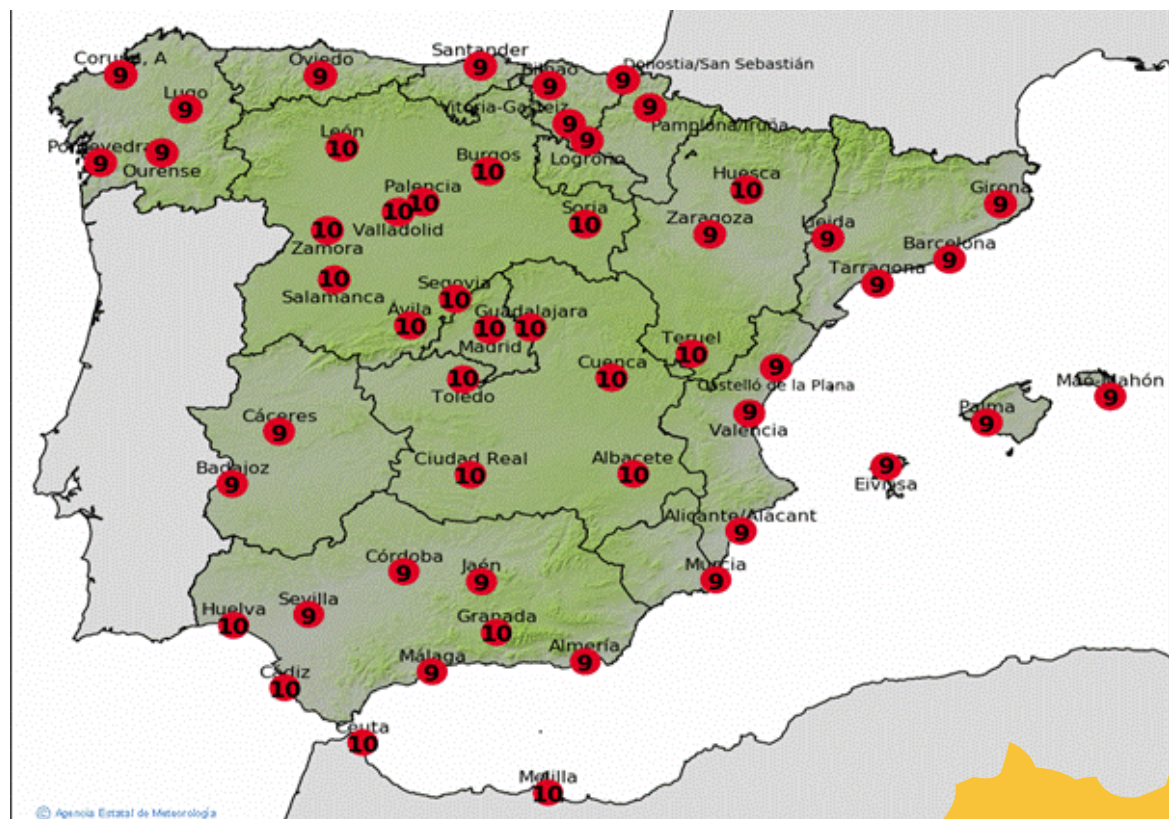 Coruña, A
9
Oviedo
9
Santander
9
Bilbao
9
Donostia/San Sebastián
9
Lugo
9
Vitoria-Gasteiz
9
Pamplona/Iruña
9
Pontevedra
9
Ourense
9
León
10
Burgos
10
Logroño
9
Huesca
10
Girona
9
Palencia
10
Valladolid
10
Soria
10
Zaragoza
9
Lleida
9
Barcelona
9
Zamora
10
Tarragona
9
Salamanca
10
Segovia
10
Ávila
10
Guadalajara
10
Madrid
10
Teruel
10
Toledo
10
Cuenca
10
Castelló de la Plana
9
Maó-Mahón
9
Palma
9
Valencia
9
Cáceres
9
Badajoz
9
Ciudad Real
10
Albacete
10
Eivissa
9
Alicante/Alacant
9
Córdoba
9
Jaén
9
Murcia
9
Huelva
10
Sevilla
9
Granada
10
Almería
9
Málaga
9
Cádiz
10
Ceuta
10
Melilla
10
© Agencia Estatal de Meteorología